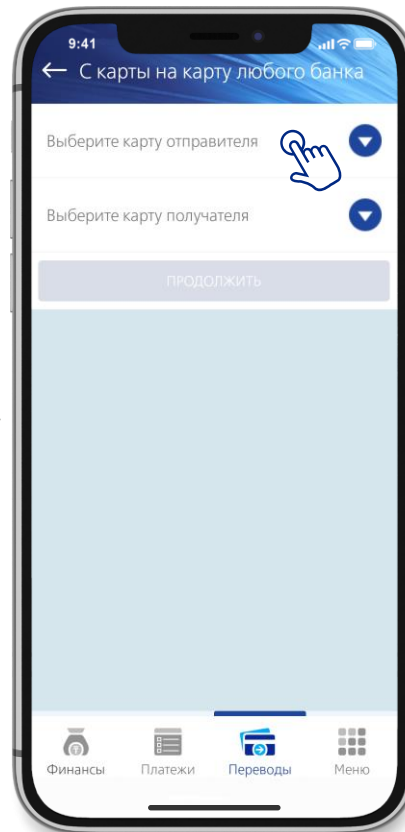 9:41
С карты на карту любого банка
Выберите карту отправителя
Выберите карту получателя
ПРОДОЛЖИТЬ
Финансы
Платежи
Переводы
Меню